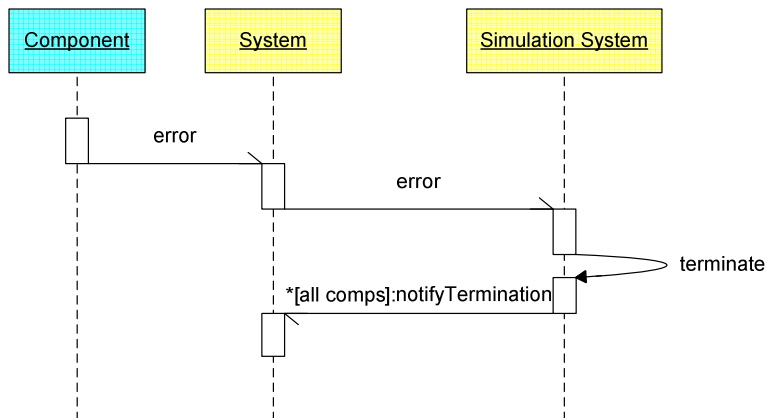 Component
System
Simulation System
error
error
terminate
*[all comps]:notifyTermination